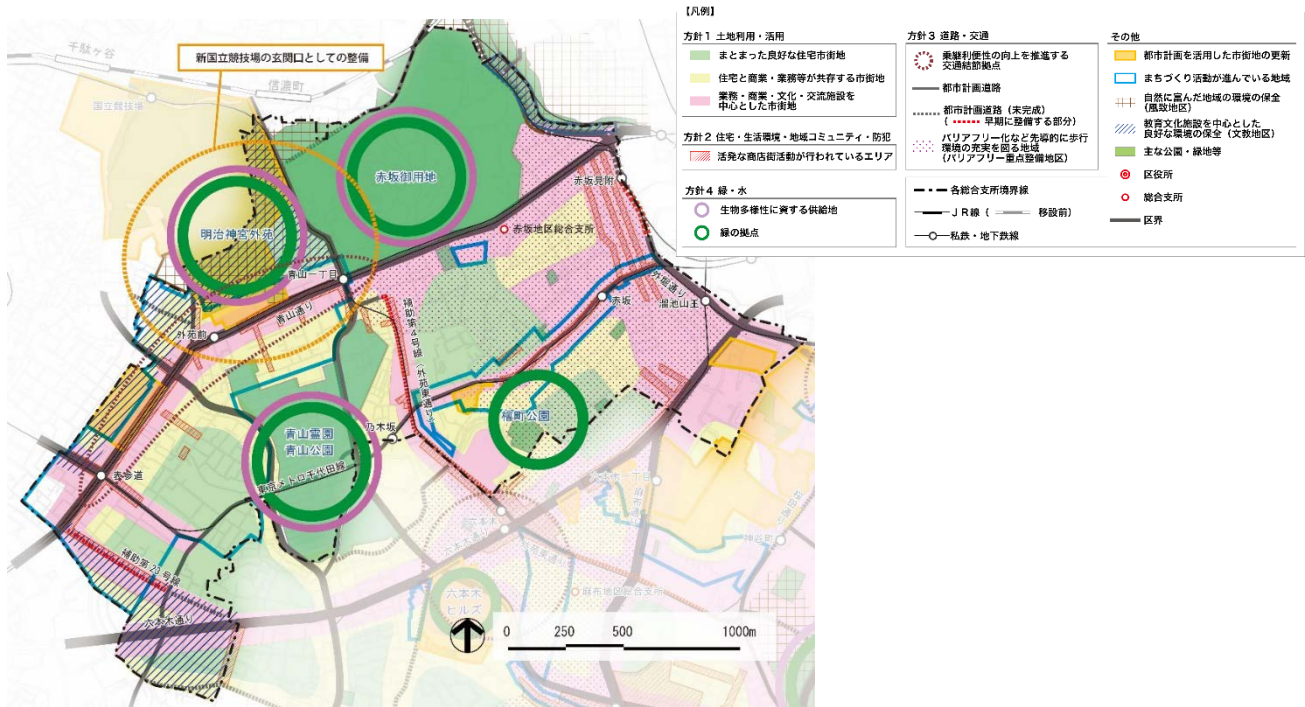 新国立競技場の玄関口としての整備
千駄ヶ谷
信濃町
国立競技場
赤坂御用地
明治神宮外苑
赤坂見附
赤坂地区総合支所
青山一丁目
青山通り
外苑前
補助第4号線(外苑東通り)
赤坂
外堀通り
溜池山王
檜町公園
乃木坂
青山霊園
青山公園
東京メトロ千代田線
表参道
六本木一丁目
六本木
六本木通り
神谷町
補助第23号線
六本木通り
麻布地区総合支所
六本木
ヒルズ
0 250 500 1000m
【凡例】
方針1 土地利用・活用
まとまった良好な住宅市街地
住宅と商業・業務等が共存する市街地
業務・商業・文化・交流施設を
中心とした市街地
方針2 住宅・生活環境・地域コミュニティ・防犯
活発な商店街活動が行われているエリア
方針4 緑・水
生物多様性に資する供給地
緑の拠点
方針3 道路・交通
乗継利便性の向上を推進する
交通結節拠点
都市計画道路
都市計画道路(未完成)
( 早期に整備する部分)
バリアフリー化など先導的に歩行
環境の充実を図る地域
(バリアフリー重点整備地区)
各総合支所境界線
JR線( 移設前)
私鉄・地下鉄線
その他
都市計画を活用した市街地の更新
まちづくり活動が進んでいる地域
自然に富んだ地域の環境の保全
(風致地区)
教育文化施設を中心とした
良好な環境の保全(文教地区)
主な公園・緑地等
区役所
総合支所
区界